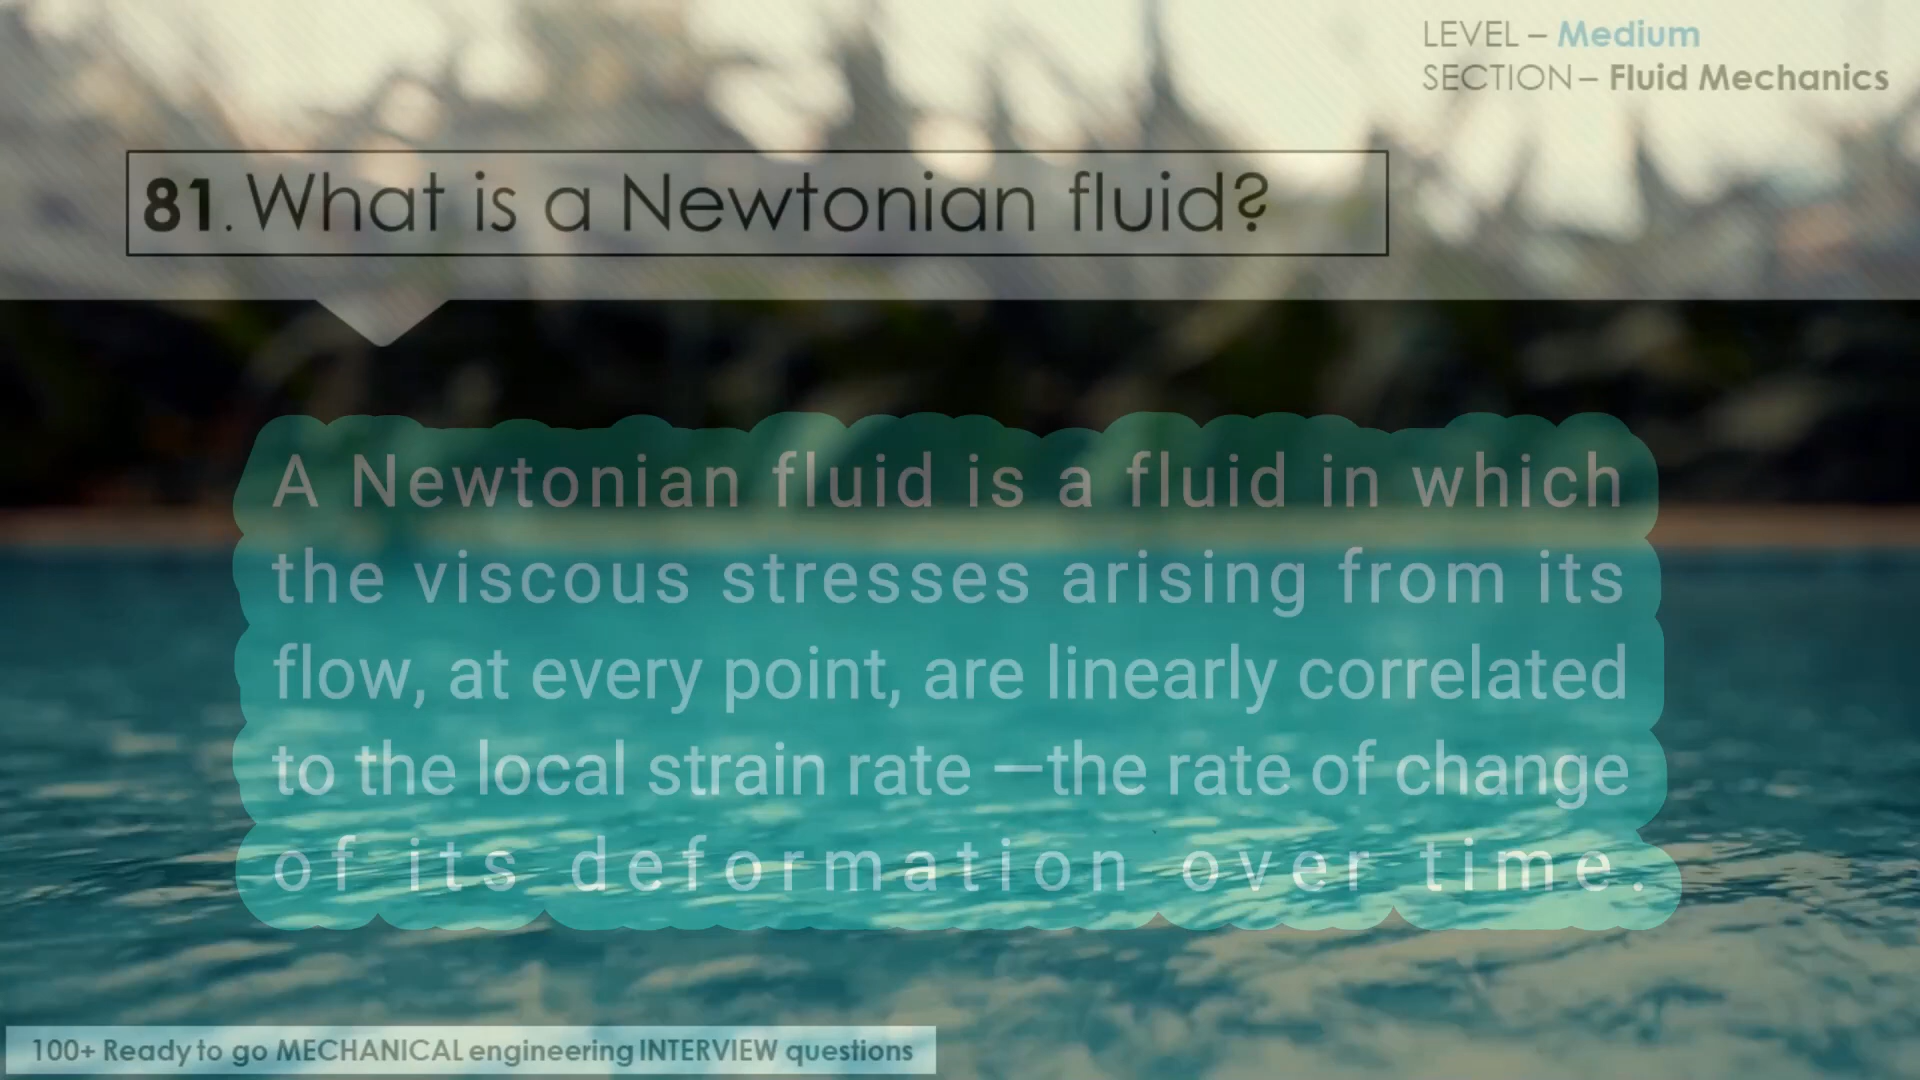 LEVEL – Medium
SECTION – Fluid Mechanics
81. What is a Newtonian fluid?
A Newtonian fluid is a fluid in which
the viscous stresses arising from its
flow, at every point, are linearly correlated
to the local strain rate —the rate of change
of its deformation over time.
100+ Ready to go MECHANICAL engineering INTERVIEW questions